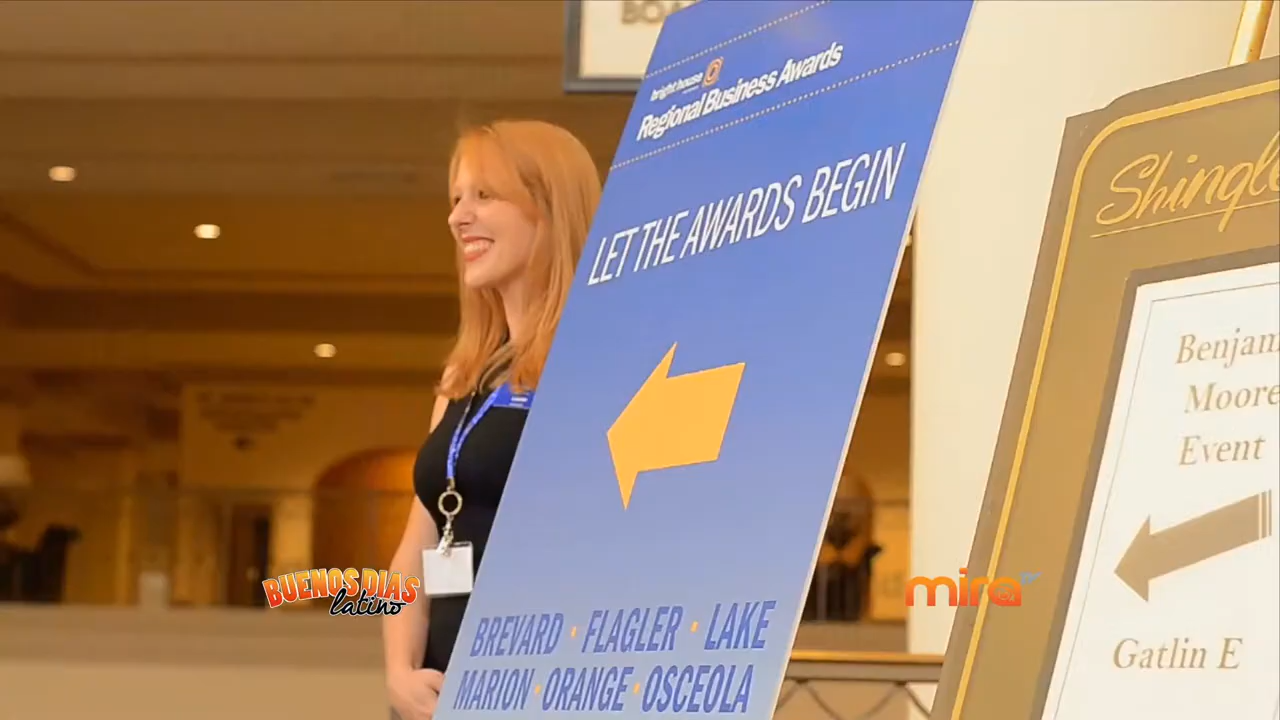 bright house
Regional Business Awards
LET THE AWARDS BEGIN
BREVARD · FLAGLER · LAKE
MARION · ORANGE · OSCEOLA
Benjam
Moore
Event
Gatlin E
BUENOS DIAS
latino
mira